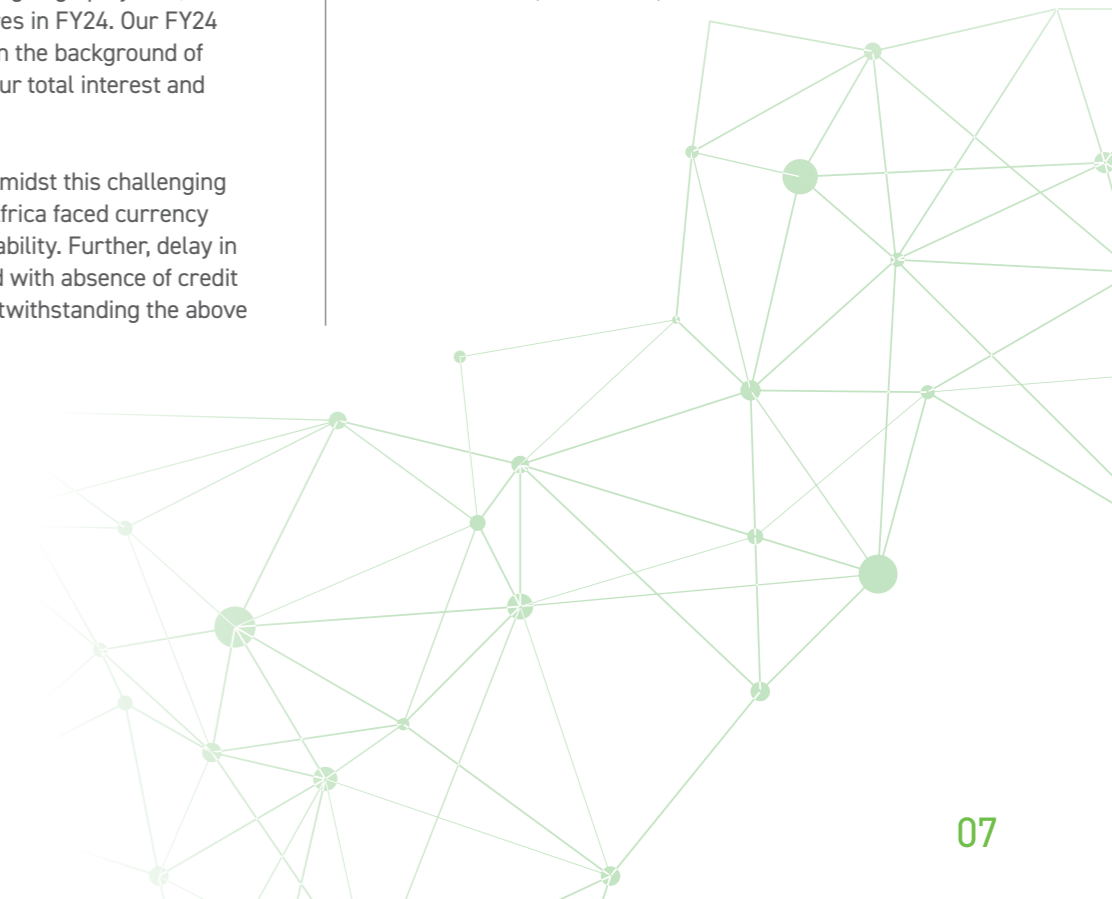 res in FY24. Our FY24
n the background of
ur total interest and
midst this challenging
frica faced currency
ability. Further, delay in
d with absence of credit
twithstanding the above
07